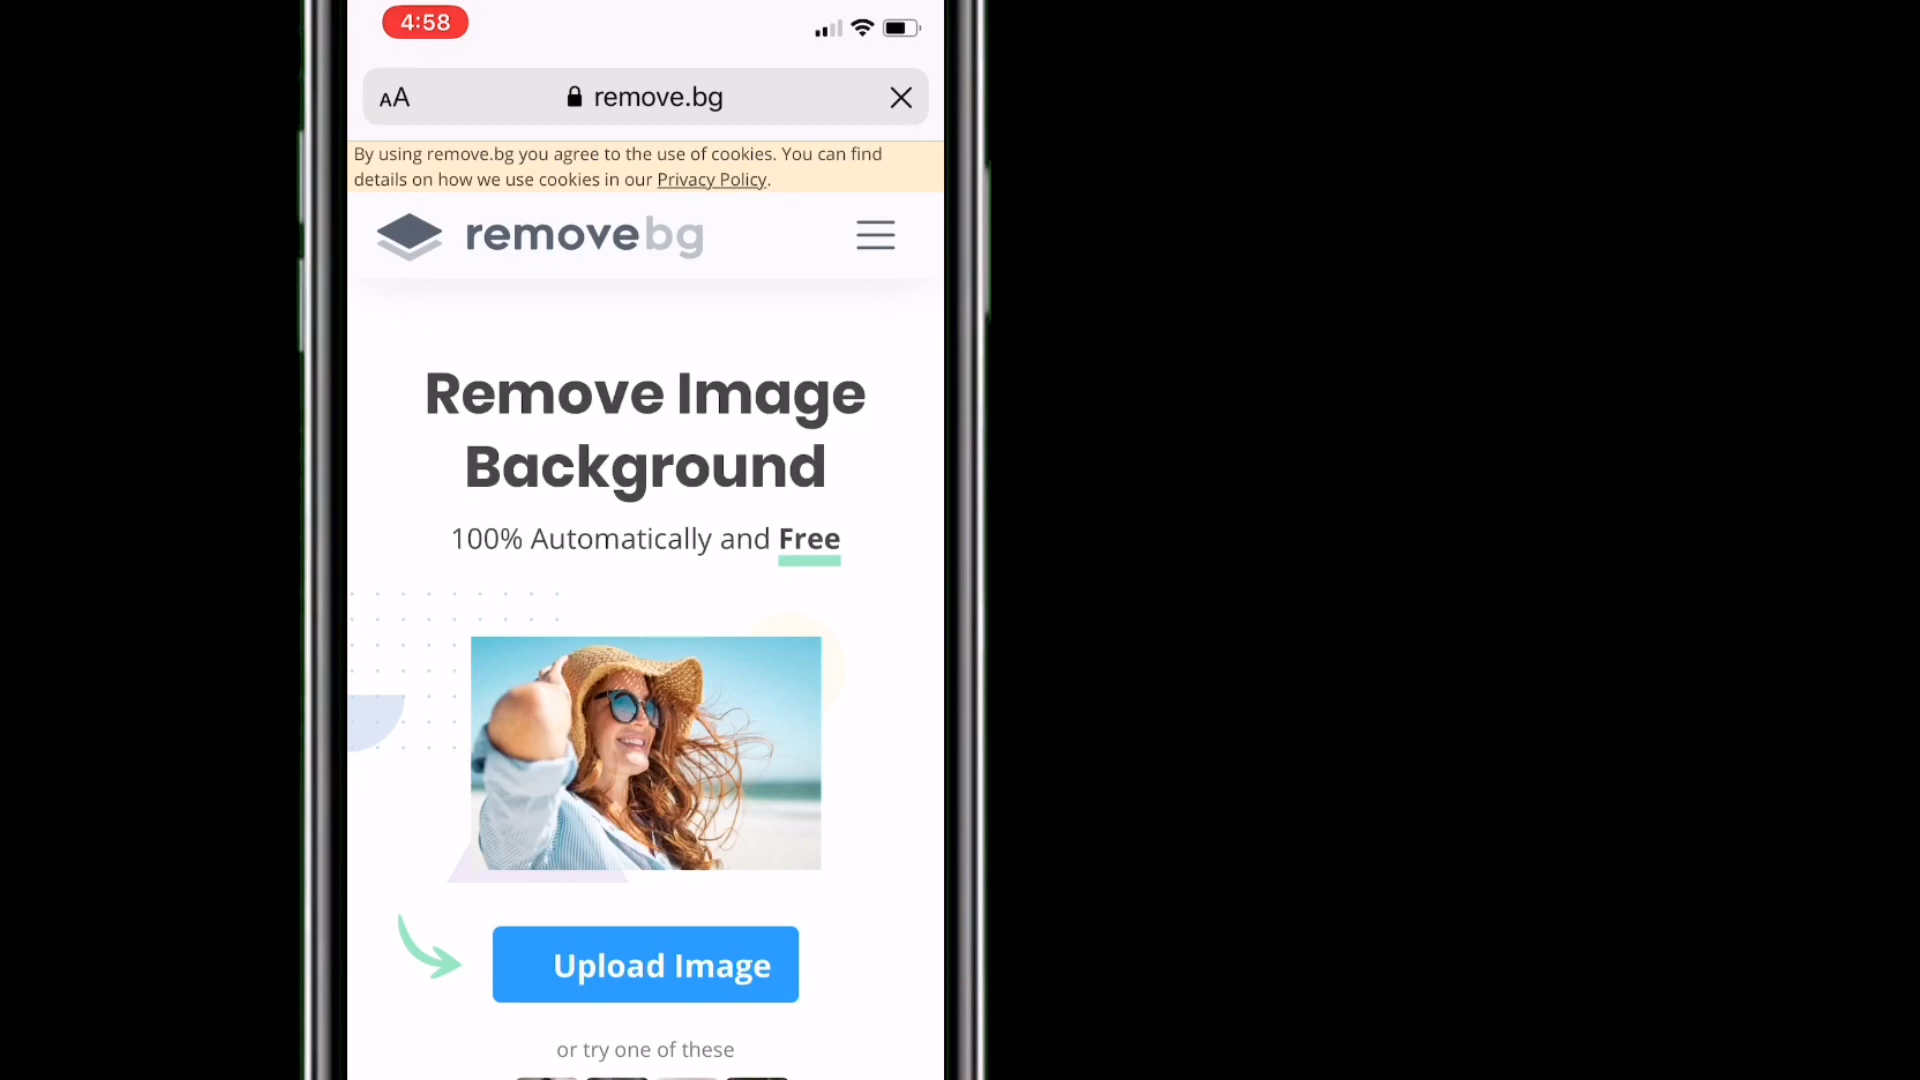 4:58
AA remove.bg
By using remove.bg you agree to the use of cookies. You can find
details on how we use cookies in our Privacy Policy.
removebg
Remove Image
Background
100% Automatically and Free
Upload Image
or try one of these